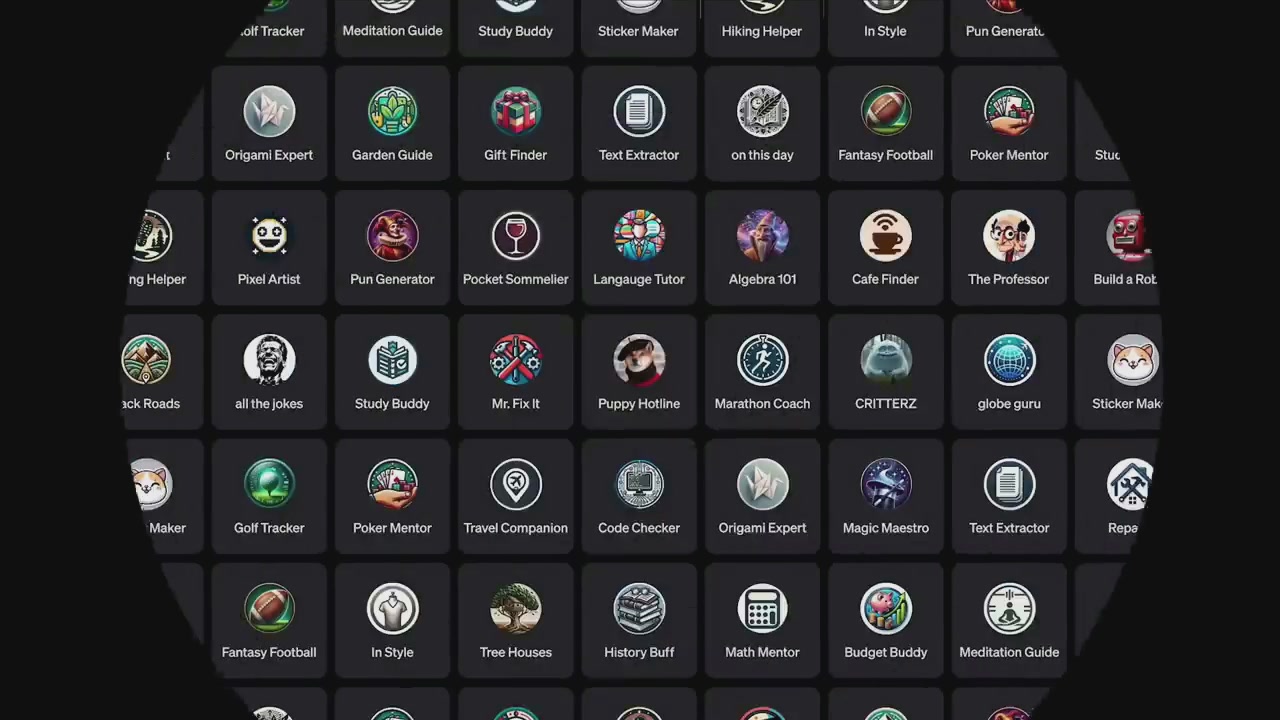 olf Tracker Meditation Guide Study Buddy Sticker Maker Hiking Helper In Style Pun Generato
Origami Expert Garden Guide Gift Finder Text Extractor on this day Fantasy Football Poker Mentor Stud
ng Helper Pixel Artist Pun Generator Pocket Sommelier Langauge Tutor Algebra 101 Cafe Finder The Professor Build a Rob
ack Roads all the jokes Study Buddy Mr. Fix It Puppy Hotline Marathon Coach CRITTERZ globe guru Sticker Mak
Maker Golf Tracker Poker Mentor Travel Companion Code Checker Origami Expert Magic Maestro Text Extractor Repa
Fantasy Football In Style Tree Houses History Buff Math Mentor Budget Buddy Meditation Guide